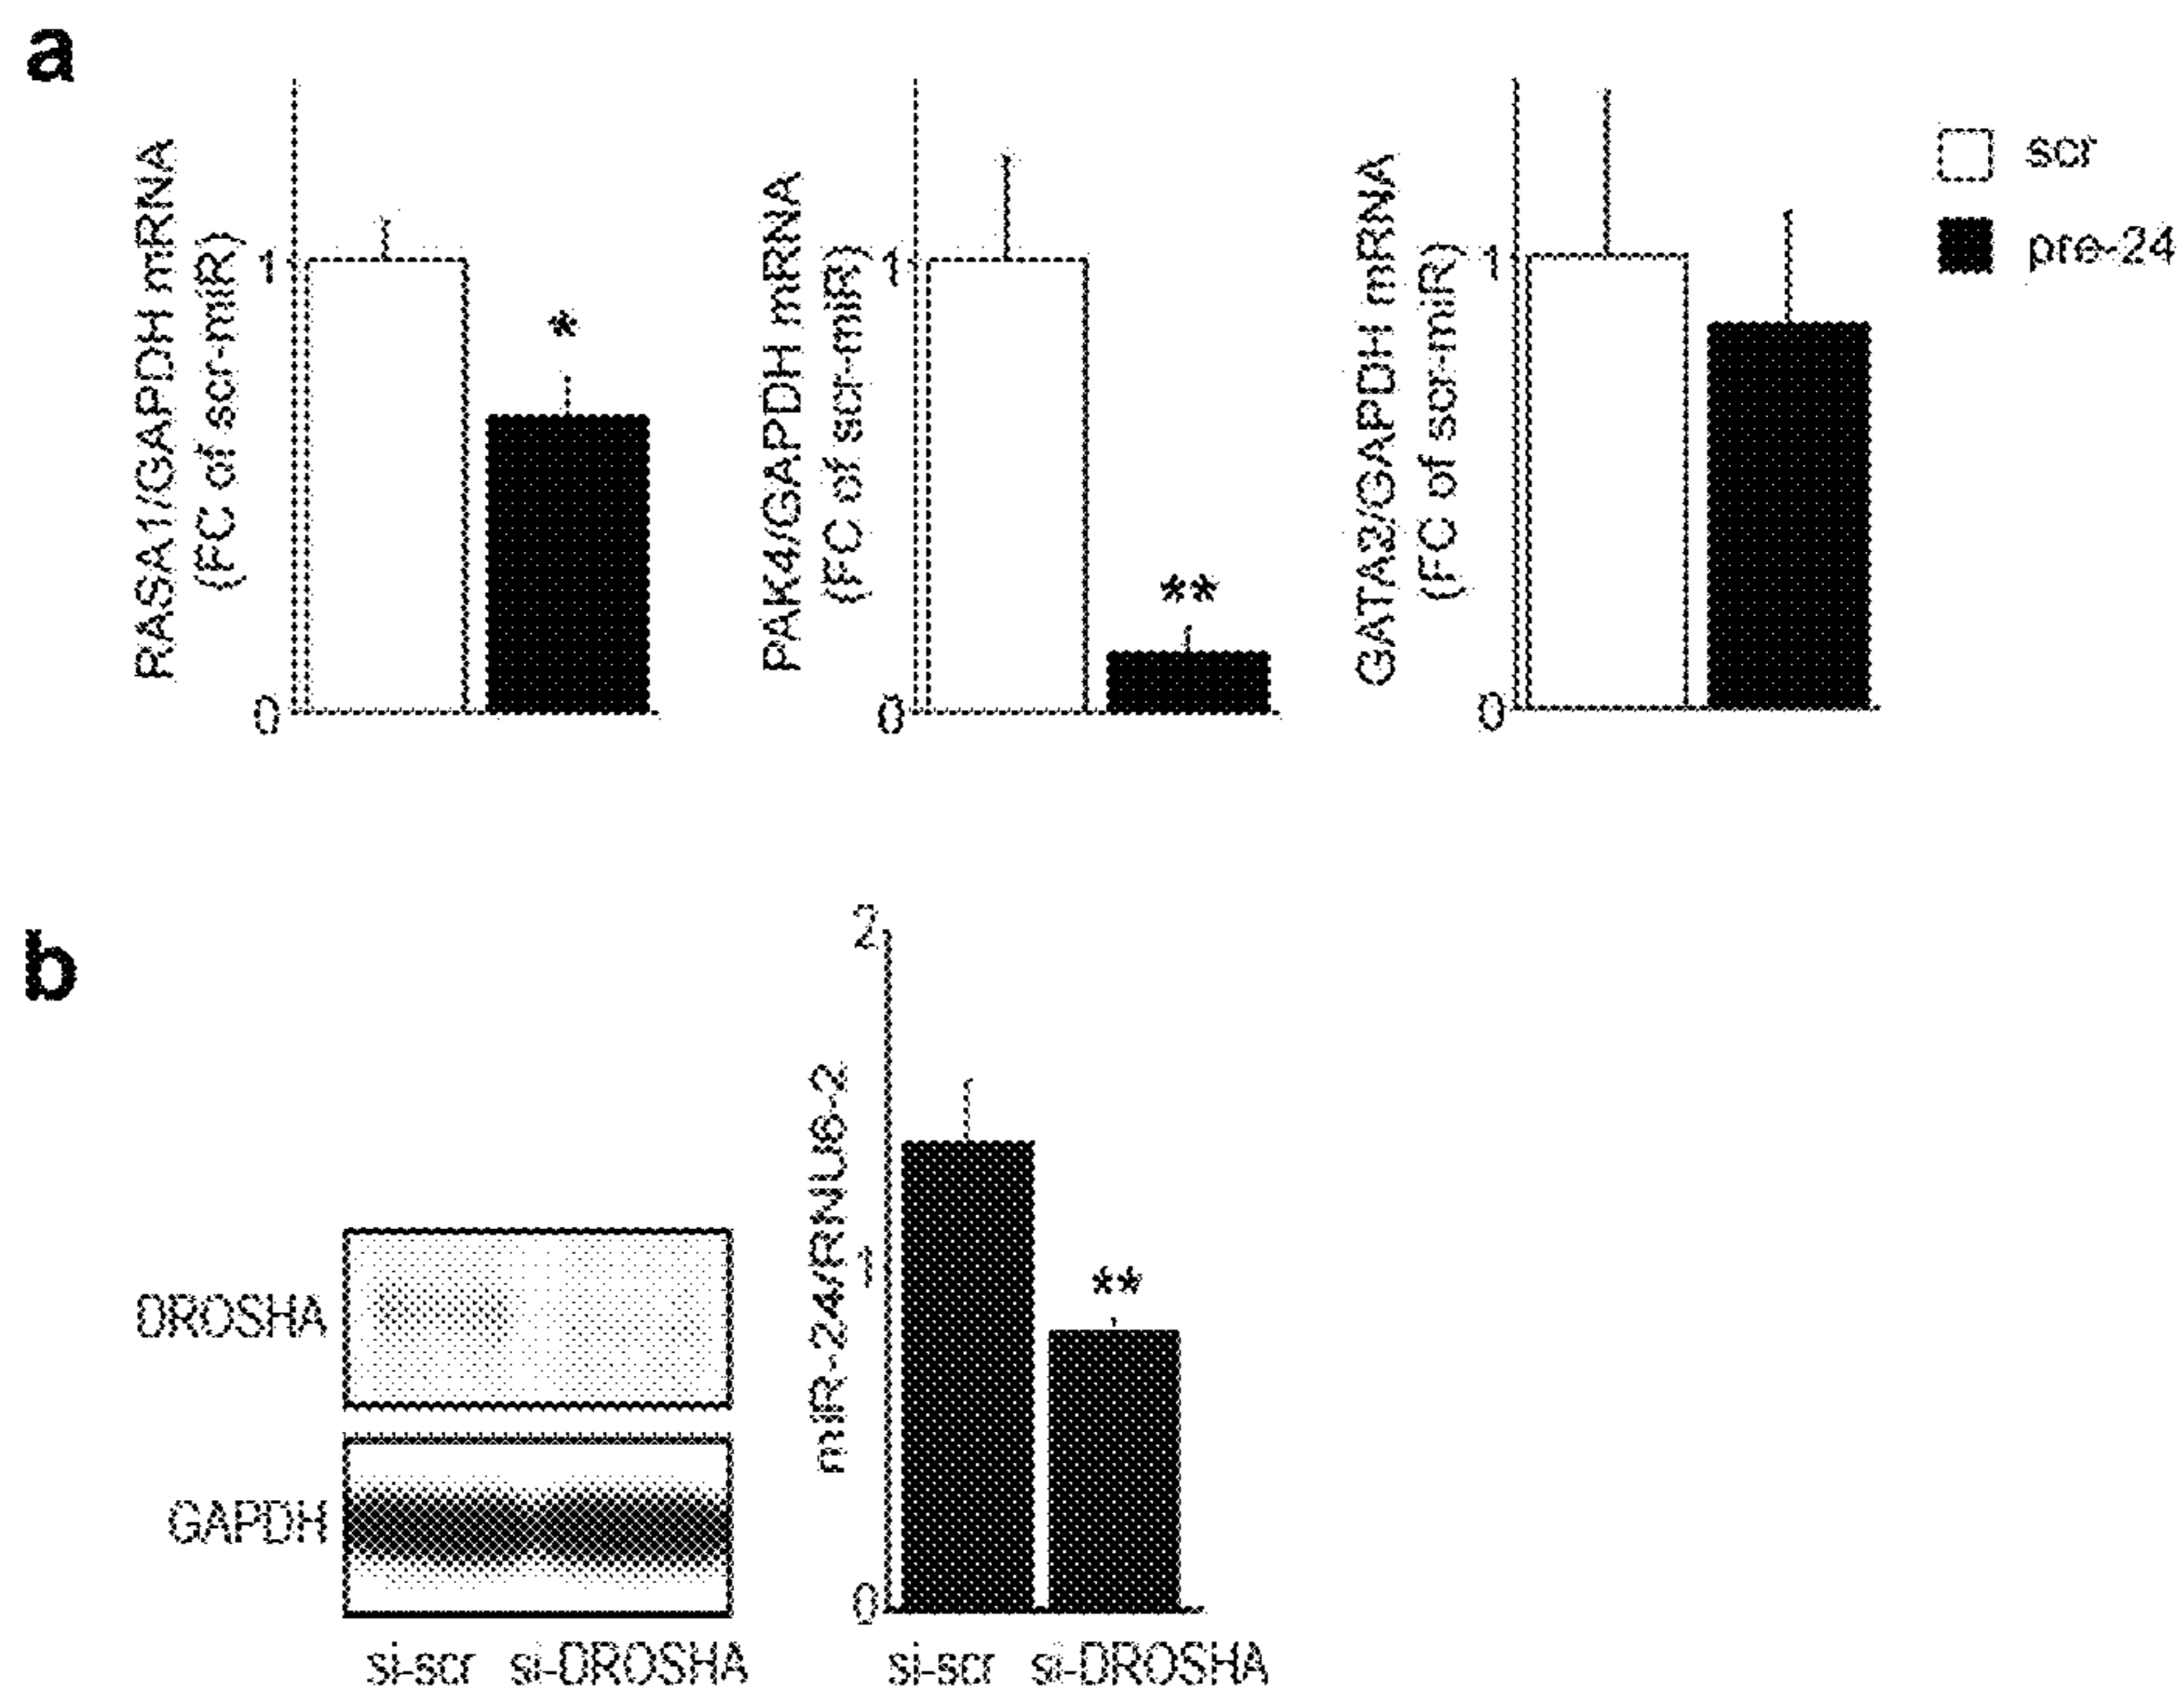 a
RASA1/GAPDH mRNA
(FC of scr-miR)
1
0
*
PAK4/GAPDH mRNA
(FC of scr-miR)
1
0
**
GATA2/GAPDH mRNA
(FC of scr-miR)
1
0
scr
pre-24
b
DROSHA
GAPDH
si-scr si-DROSHA
miR-24/RNU6-2
2
1
0
**
si-scr si-DROSHA